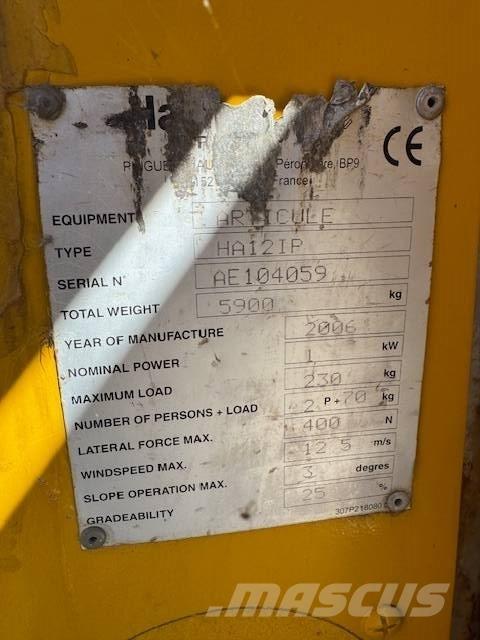 Ha
CE
Péronnière, BP9
France
EQUIPMENT ARTICULE
TYPE HA12IP
SERIAL N° AE104059
TOTAL WEIGHT 5900 kg
YEAR OF MANUFACTURE 2006
NOMINAL POWER 1 kW
MAXIMUM LOAD 230 kg
NUMBER OF PERSONS + LOAD 2 P + 70 kg
LATERAL FORCE MAX. 400 N
WINDSPEED MAX. 12 5 m/s
SLOPE OPERATION MAX. 3 degres
GRADEABILITY 25 %
MASCUS